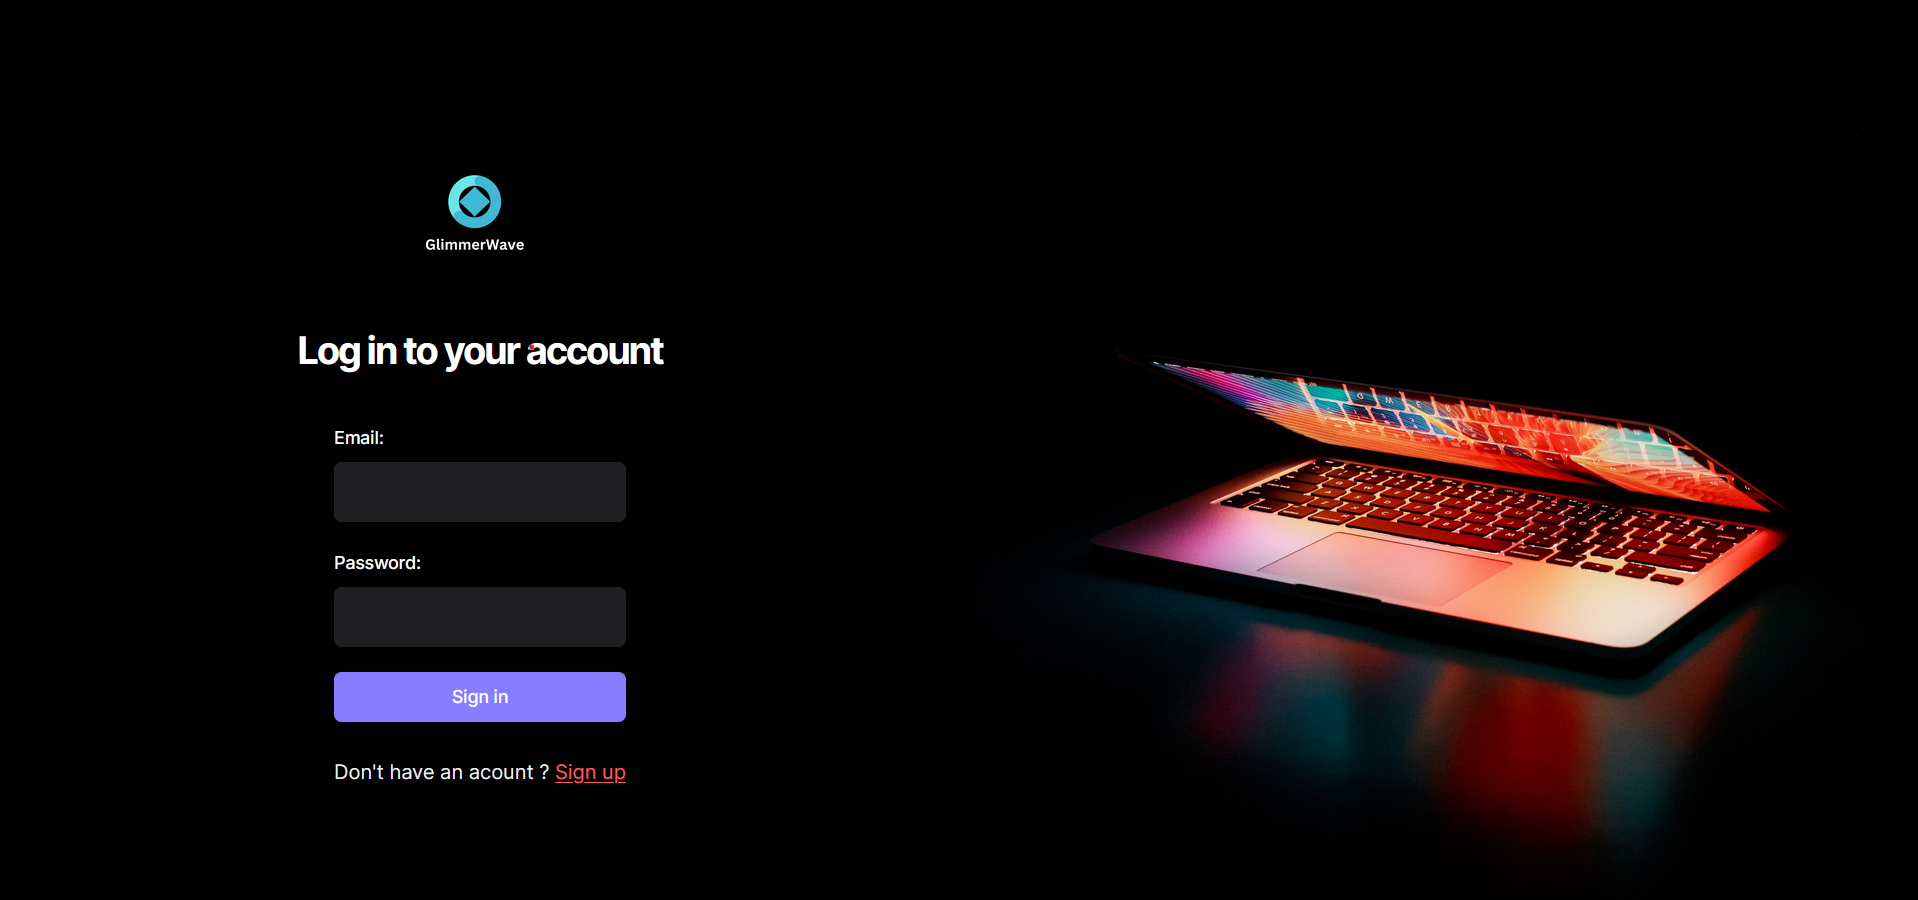 GlimmerWave
Log in to your account
Email:
Password:
Sign in
Don't have an acount ? Sign up